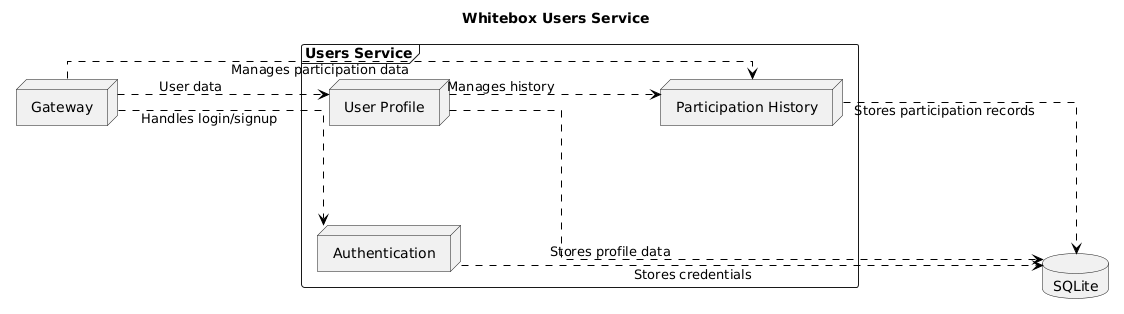 Whitebox Users Service
Users Service
Manages participation data
User data
Manages history
Gateway
User Profile
Participation History
Handles login/signup
Stores participation records
Authentication
Stores profile data
Stores credentials
SQLite